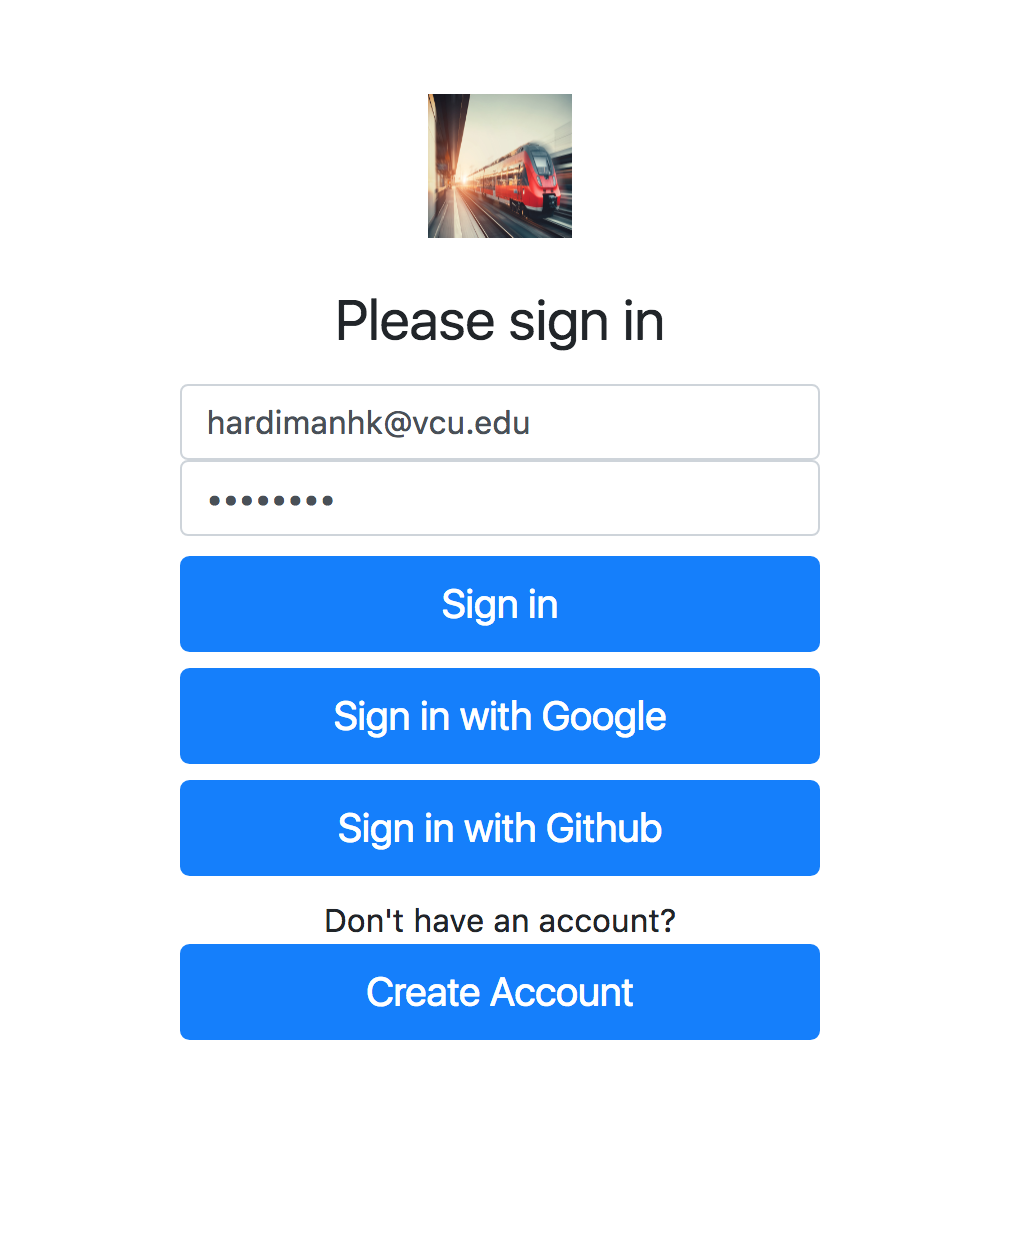 Please sign in
hardimanhk@vcu.edu
••••••••
Sign in
Sign in with Google
Sign in with Github
Don't have an account?
Create Account